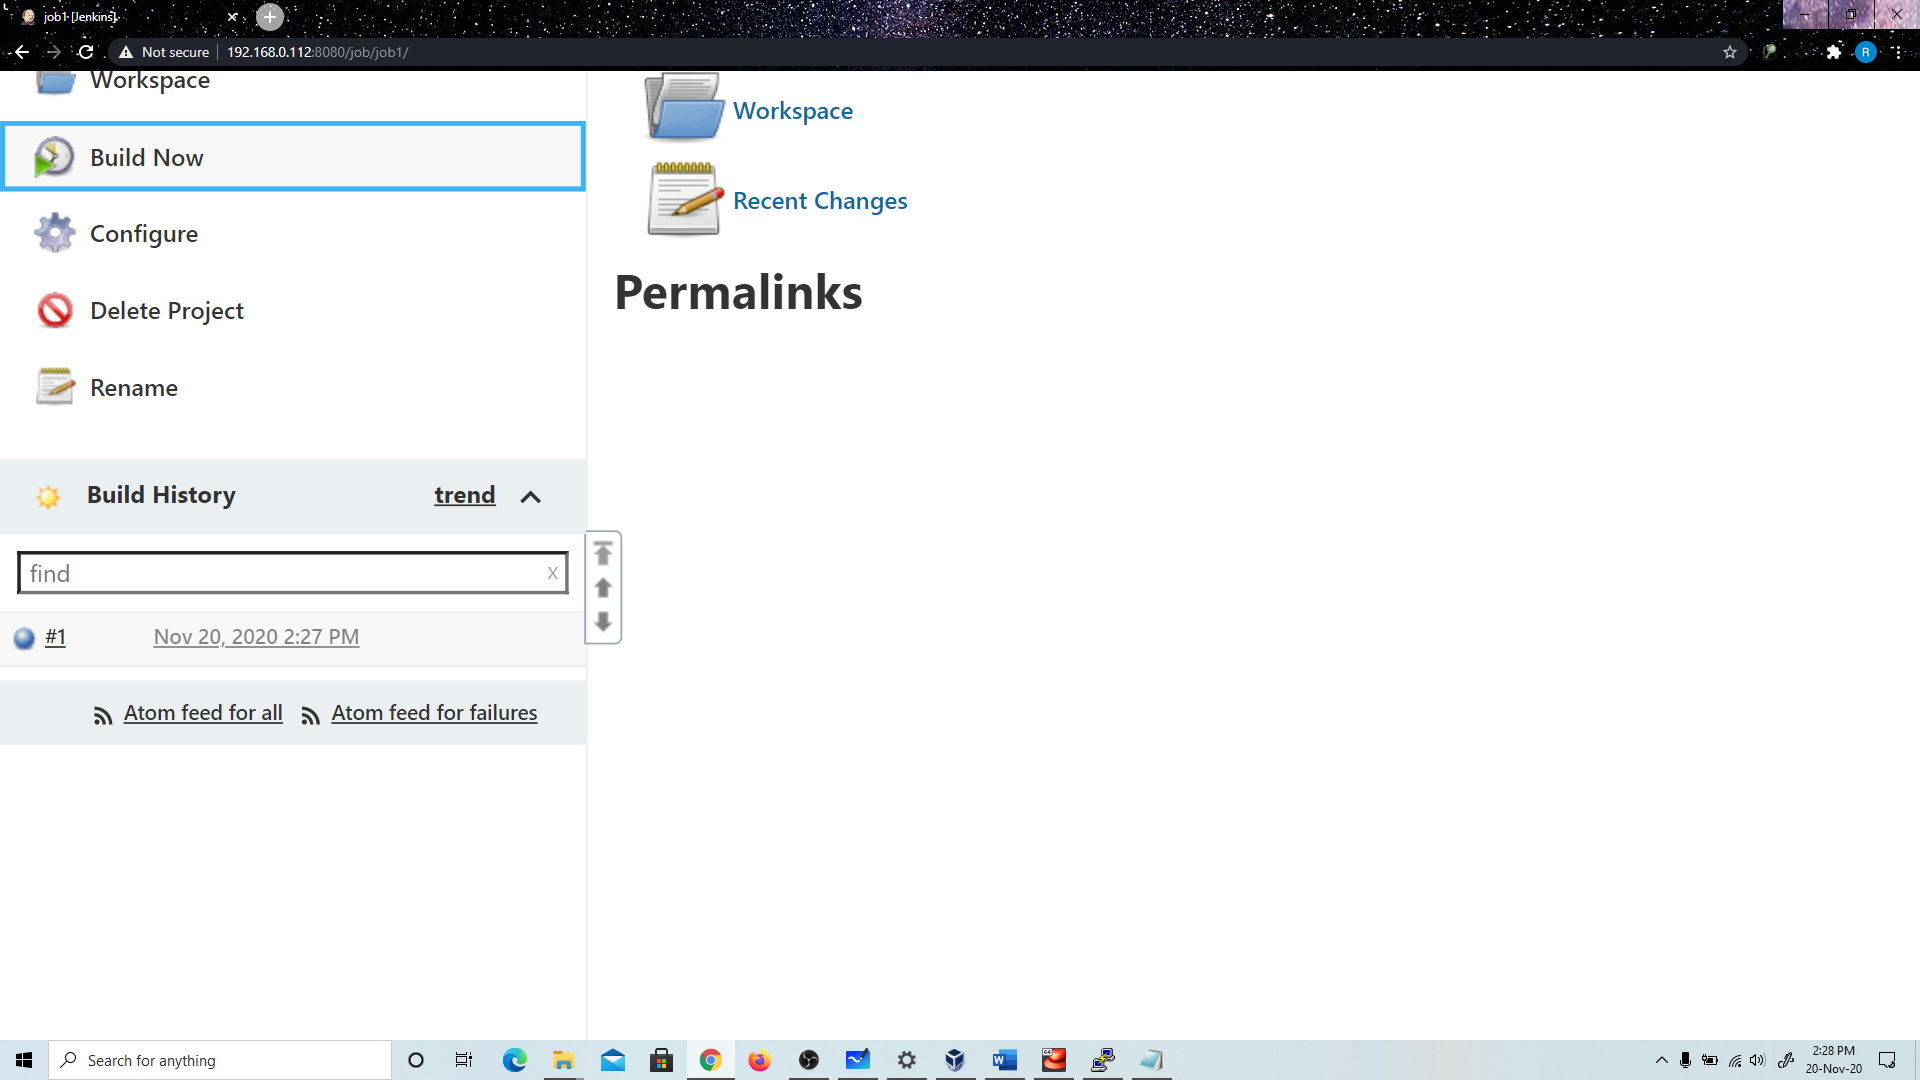 job1 [Jenkins]
Not secure
192.168.0.112:8080/job/job1/
R
Workspace
Build Now
Configure
Delete Project
Rename
Build History
trend
find
x
#1
Nov 20, 2020 2:27 PM
Atom feed for all
Atom feed for failures
Workspace
Recent Changes
Permalinks
Search for anything
2:28 PM
20-Nov-20